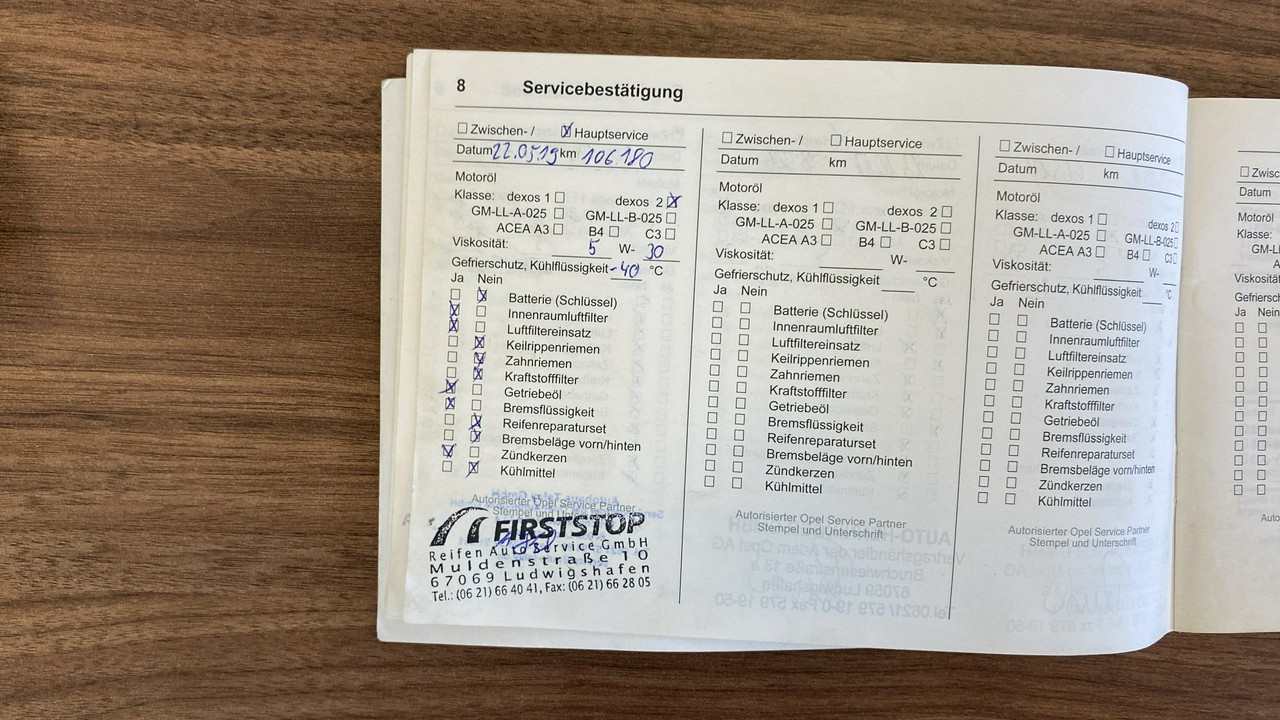 8 Servicebestätigung
☐ Zwischen- / ☒ Hauptservice
Datum 22.05.19 km 106.180
Motoröl
Klasse: dexos 1 ☐ dexos 2 ☒
GM-LL-A-025 ☐ GM-LL-B-025 ☐
ACEA A3 ☐ B4 ☐ C3 ☐
Viskosität: 5 W- 30
Gefrierschutz, Kühlflüssigkeit -40 °C
Ja Nein
☐ ☒ Batterie (Schlüssel)
☒ ☐ Innenraumluftfilter
☒ ☐ Luftfiltereinsatz
☐ ☒ Keilrippenriemen
☐ ☒ Zahnriemen
☐ ☒ Kraftstofffilter
☒ ☐ Getriebeöl
☒ ☐ Bremsflüssigkeit
☐ ☒ Reifenreparaturset
☐ ☒ Bremsbeläge vorn/hinten
☒ ☐ Zündkerzen
☐ ☒ Kühlmittel
Autorisierter Opel Service Partner
Stempel und
FIRSTSTOP
Reifen Auto Service GmbH
Muldenstraße 10
67069 Ludwigshafen
Tel.: (06 21) 66 40 41, Fax: (06 21) 66 28 05
☐ Zwischen- / ☐ Hauptservice
Datum km
Motoröl
Klasse: dexos 1 ☐ dexos 2 ☐
GM-LL-A-025 ☐ GM-LL-B-025 ☐
ACEA A3 ☐ B4 ☐ C3 ☐
Viskosität: W-
Gefrierschutz, Kühlflüssigkeit °C
Ja Nein
☐ ☐ Batterie (Schlüssel)
☐ ☐ Innenraumluftfilter
☐ ☐ Luftfiltereinsatz
☐ ☐ Keilrippenriemen
☐ ☐ Zahnriemen
☐ ☐ Kraftstofffilter
☐ ☐ Getriebeöl
☐ ☐ Bremsflüssigkeit
☐ ☐ Reifenreparaturset
☐ ☐ Bremsbeläge vorn/hinten
☐ ☐ Zündkerzen
☐ ☐ Kühlmittel
Autorisierter Opel Service Partner
Stempel und Unterschrift
☐ Zwischen- / ☐ Hauptservice
Datum km
Motoröl
Klasse: dexos 1 ☐ dexos 2 ☐
GM-LL-A-025 ☐ GM-LL-B-025 ☐
ACEA A3 ☐ B4 ☐ C3 ☐
Viskosität: W-
Gefrierschutz, Kühlflüssigkeit °C
Ja Nein
☐ ☐ Batterie (Schlüssel)
☐ ☐ Innenraumluftfilter
☐ ☐ Luftfiltereinsatz
☐ ☐ Keilrippenriemen
☐ ☐ Zahnriemen
☐ ☐ Kraftstofffilter
☐ ☐ Getriebeöl
☐ ☐ Bremsflüssigkeit
☐ ☐ Reifenreparaturset
☐ ☐ Bremsbeläge vorn/hinten
☐ ☐ Zündkerzen
☐ ☐ Kühlmittel
Autorisierter Opel Service Partner
Stempel und Unterschrift
Datum
Motoröl
Klasse:
Ja Nein